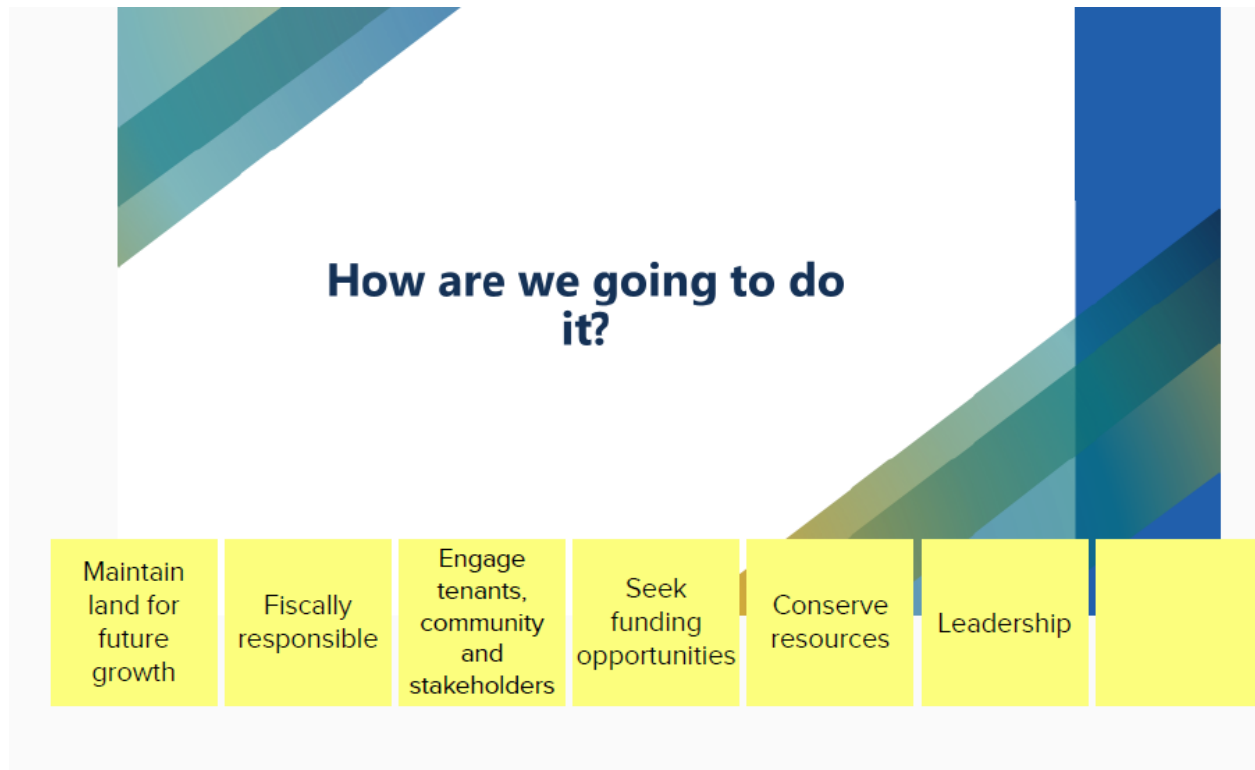 How are we going to do
it?
Maintain
land for
future
growth
Fiscally
responsible
Engage
tenants,
community
and
stakeholders
Seek
funding
opportunities
Conserve
resources
Leadership